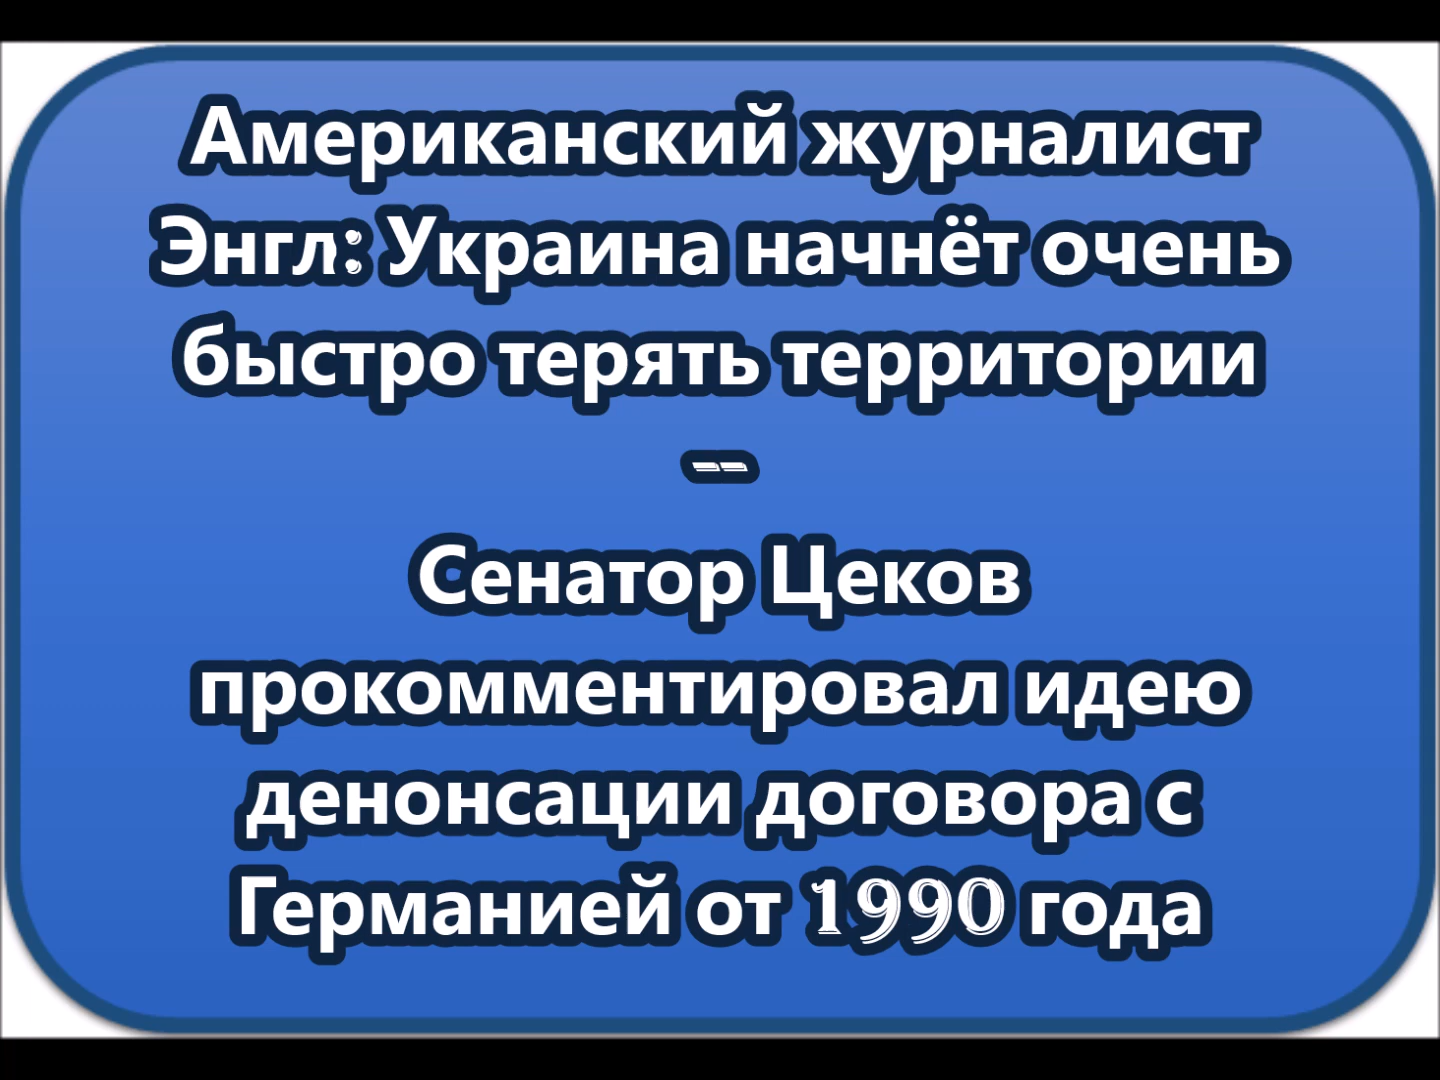 Американский журналист
Энгл: Украина начнёт очень
быстро терять территории
--
Сенатор Цеков
прокомментировал идею
денонсации договора с
Германией от 1990 года